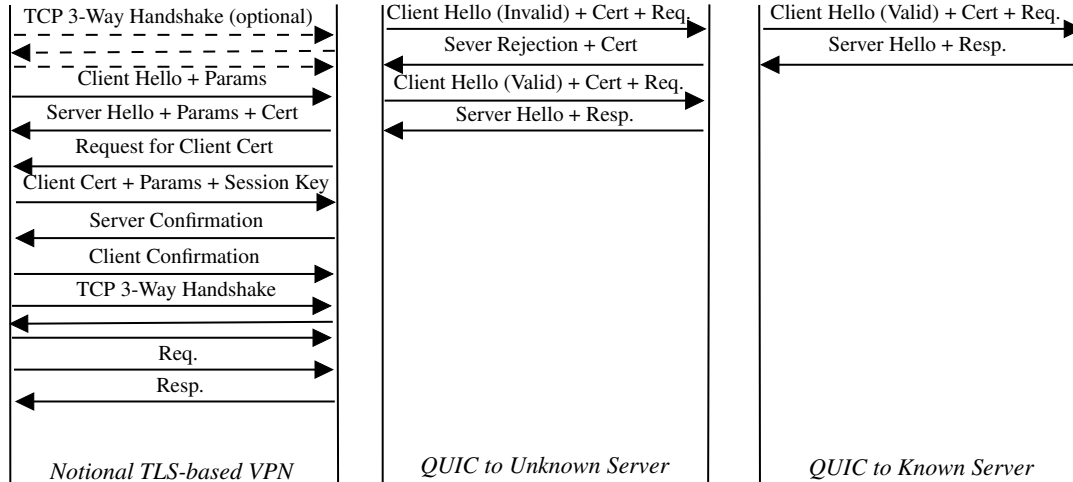 TCP 3-Way Handshake (optional)
Client Hello + Params
Server Hello + Params + Cert
Request for Client Cert
Client Cert + Params + Session Key
Server Confirmation
Client Confirmation
TCP 3-Way Handshake
Req.
Resp.
Notional TLS-based VPN
Client Hello (Invalid) + Cert + Req.
Sever Rejection + Cert
Client Hello (Valid) + Cert + Req.
Server Hello + Resp.
QUIC to Unknown Server
Client Hello (Valid) + Cert + Req.
Server Hello + Resp.
QUIC to Known Server